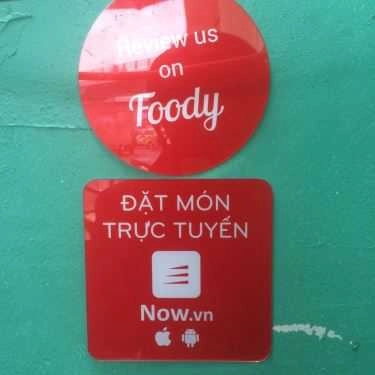 Review us
on
Foody
ĐẶT MÓN
TRỰC TUYẾN
Now.vn